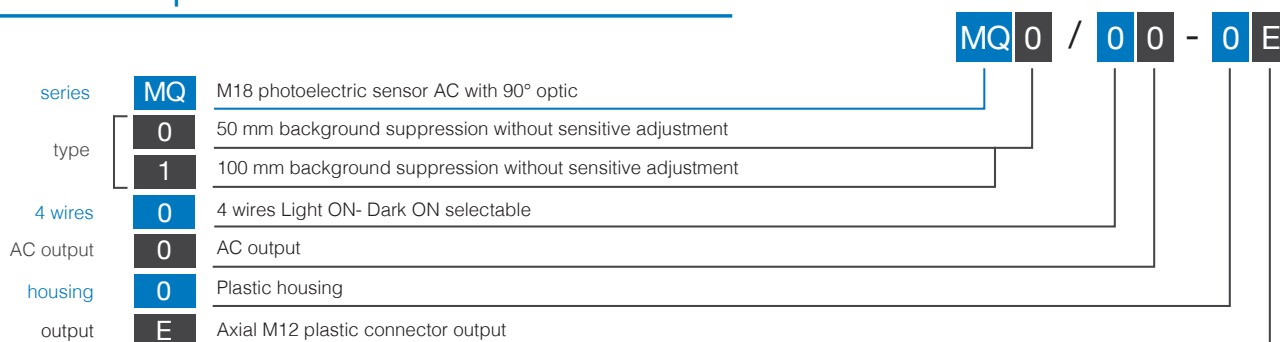 MQ 0 / 0 0 - 0 E
series MQ M18 photoelectric sensor AC with 90° optic
type
0 50 mm background suppression without sensitive adjustment
1 100 mm background suppression without sensitive adjustment
4 wires 0 4 wires Light ON- Dark ON selectable
AC output 0 AC output
housing 0 Plastic housing
output E Axial M12 plastic connector output